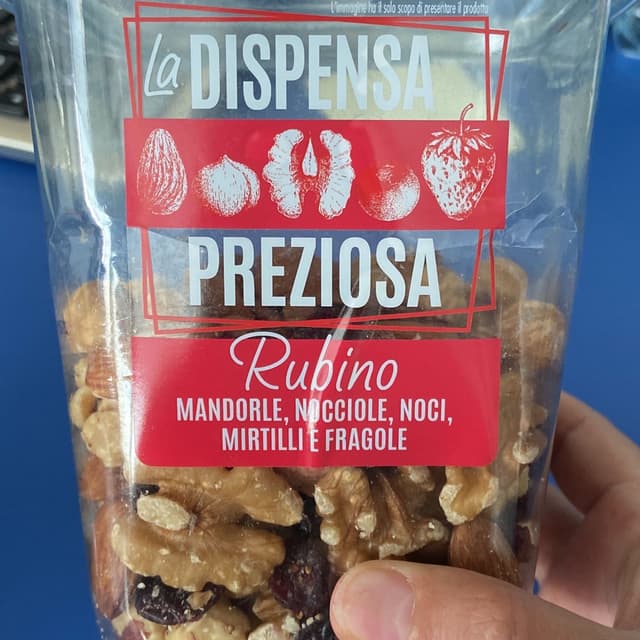 L'immagine ha il solo scopo di presentare il prodotto
La DISPENSA
PREZIOSA
Rubino
MANDORLE, NOCCIOLE, NOCI,
MIRTILLI E FRAGOLE